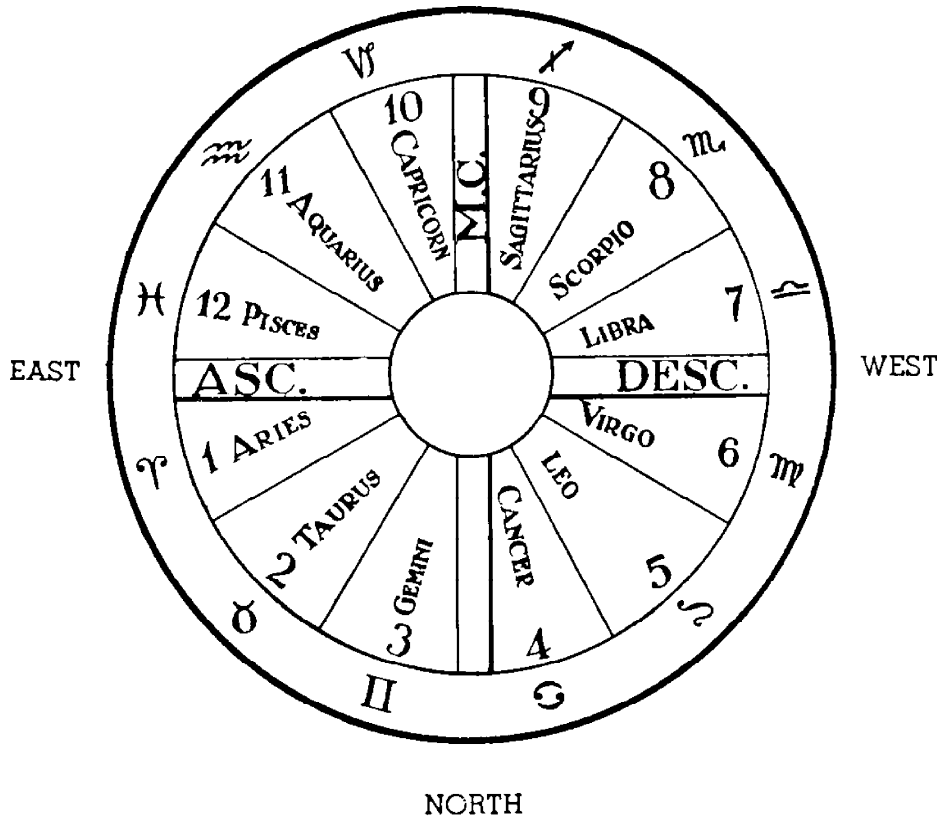 ♑ ♐
10 CAPRICORN
M.C.
9 SAGITTARIUS
♒ ♏
11 AQUARIUS
8 SCORPIO
♓ ♎
12 PISCES
7 LIBRA
EAST
ASC.
DESC.
WEST
1 ARIES
VIRGO 6
♈ ♍
2 TAURUS
LEO 5
♉ ♌
3 GEMINI
CANCER 4
♊ ♋
NORTH